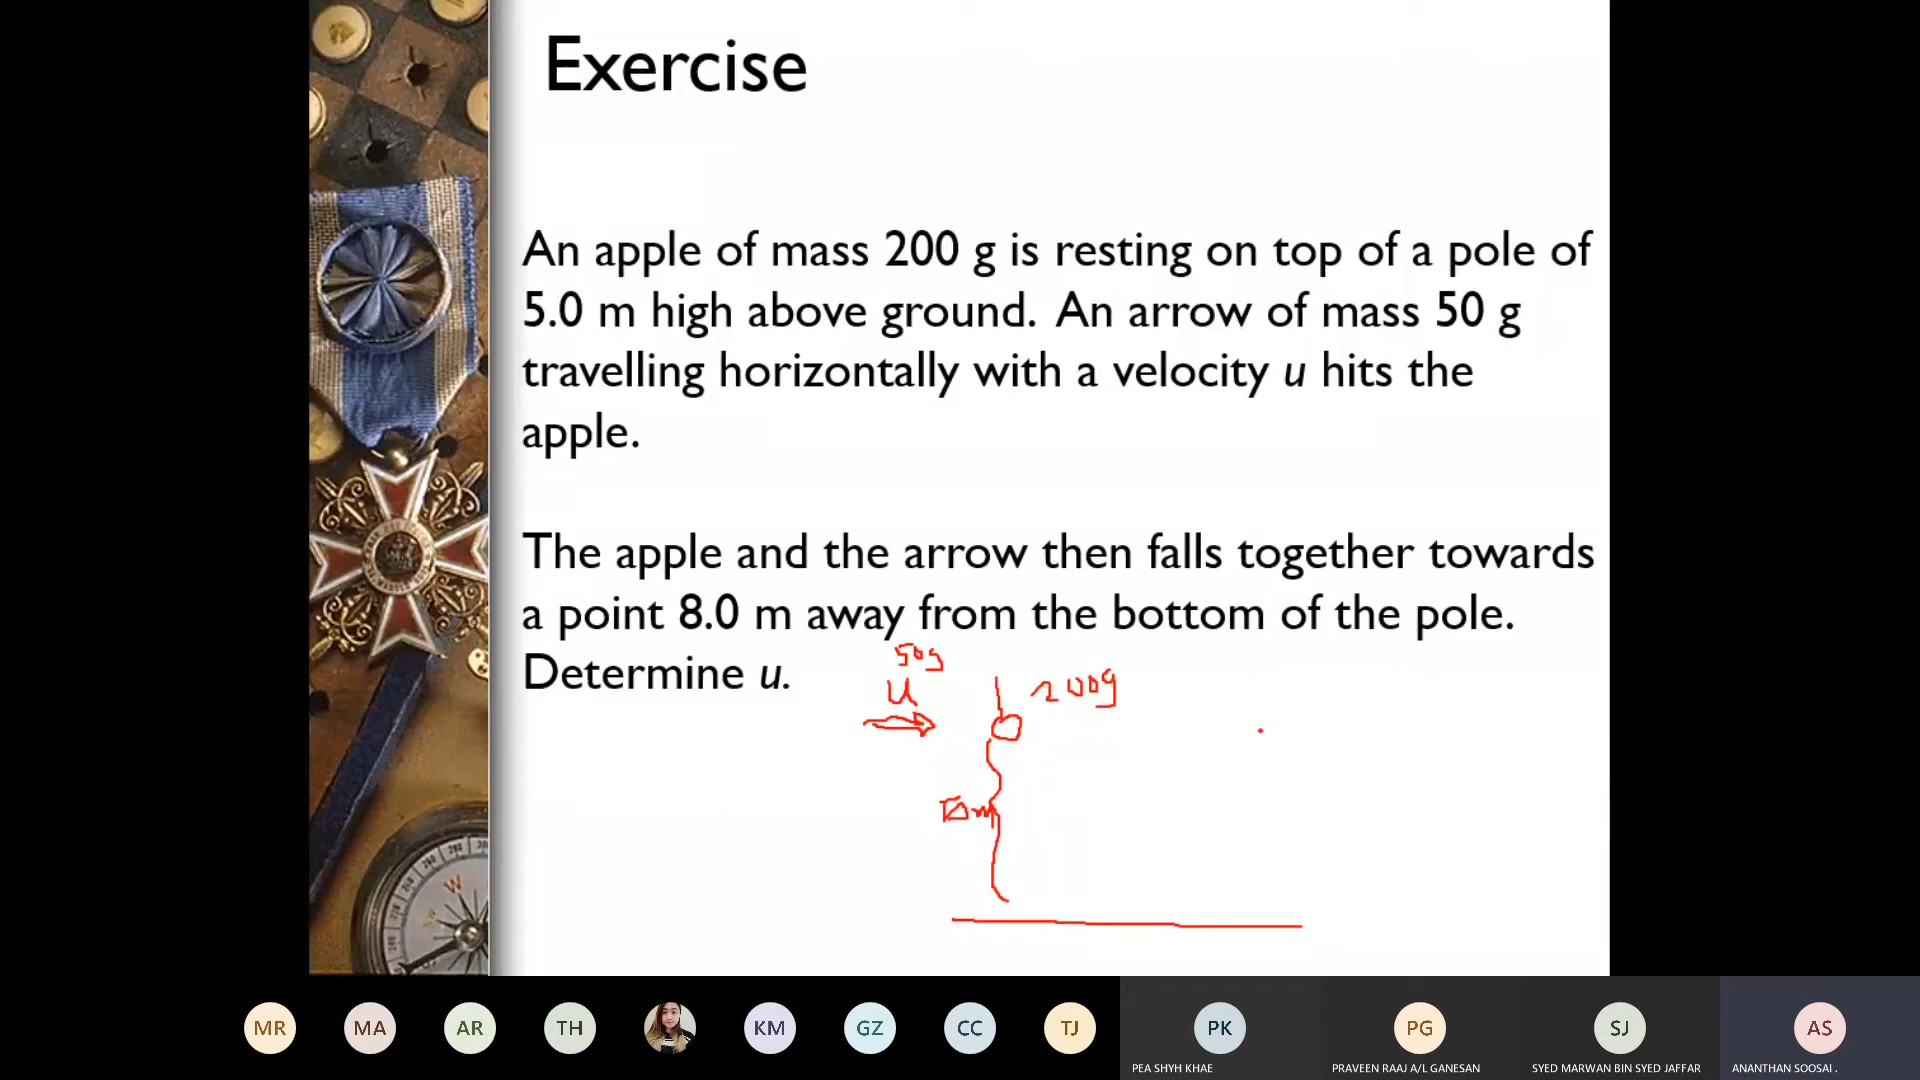 Exercise
An apple of mass 200 g is resting on top of a pole of
5.0 m high above ground. An arrow of mass 50 g
travelling horizontally with a velocity u hits the
apple.
The apple and the arrow then falls together towards
a point 8.0 m away from the bottom of the pole.
Determine u.
50g
u
200g
W
MR
MA
AR
TH
KM
GZ
CC
TJ
PK
PG
SJ
AS
PEA SHYH KHAE
PRAVEEN RAAJ A/L GANESAN
SYED MARWAN BIN SYED JAFFAR
ANANTHAN SOOSAI .